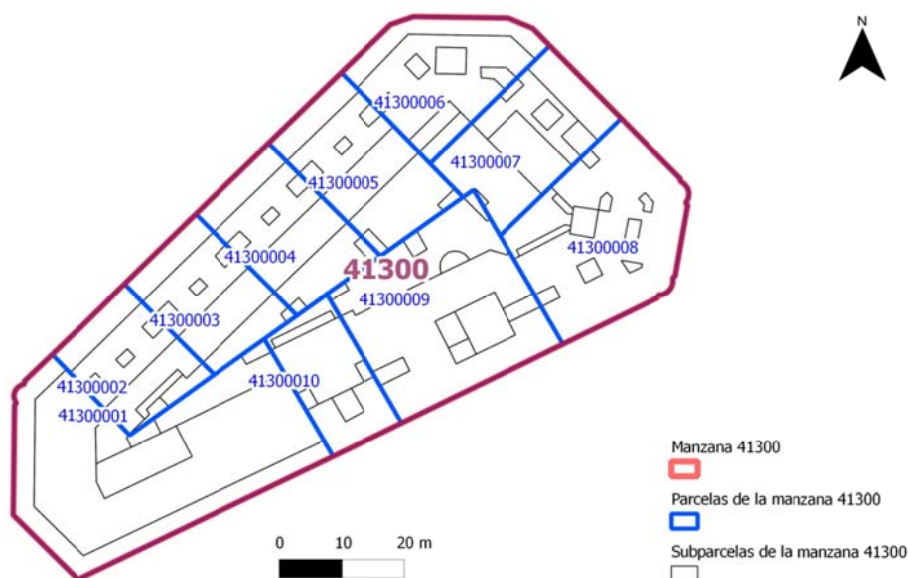 N
41300006
41300007
41300005
41300008
41300004
41300
41300009
41300003
41300010
41300002
41300001
Manzana 41300
Parcelas de la manzana 41300
0 10 20 m
Subparcelas de la manzana 41300